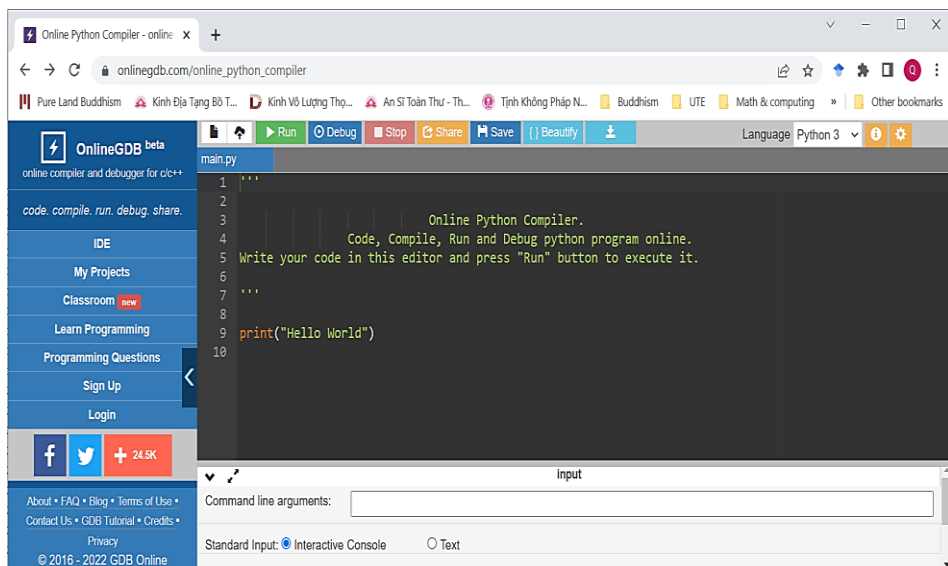 Online Python Compiler - online
onlinegdb.com/online_python_compiler
Q
Pure Land Buddhism Kinh Địa Tạng Bồ T... Kinh Vô Lượng Thọ... An Sĩ Toàn Thư - Th... Tịnh Không Pháp N... Buddhism UTE Math & computing » Other bookmarks
OnlineGDB beta
online compiler and debugger for c/c++
code. compile. run. debug. share.
IDE
My Projects
Classroom new
Learn Programming
Programming Questions
Sign Up
Login
f + 24.5K
About • FAQ • Blog • Terms of Use •
Contact Us • GDB Tutorial • Credits •
Privacy
© 2016 - 2022 GDB Online
Run Debug Stop Share Save { } Beautify Language Python 3
main.py
1 '''
2
3 Online Python Compiler.
4 Code, Compile, Run and Debug python program online.
5 Write your code in this editor and press "Run" button to execute it.
6
7 '''
8
9 print("Hello World")
10
input
Command line arguments:
Standard Input: Interactive Console Text